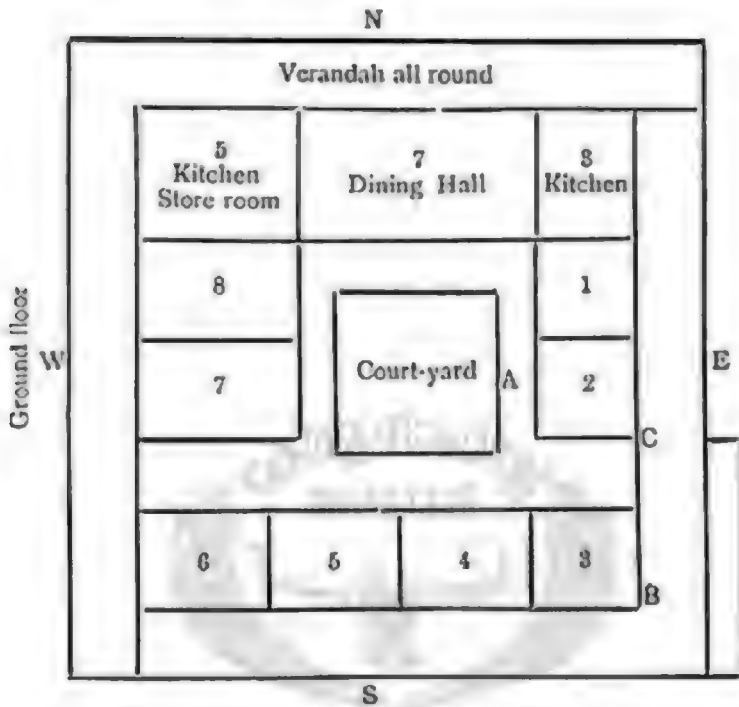 N
Verandah all round
5
Kitchen
Store room
7
Dining Hall
3
Kitchen
8
1
Ground floor
W
Court-yard
A
2
E
7
C
6
5
4
3
B
S